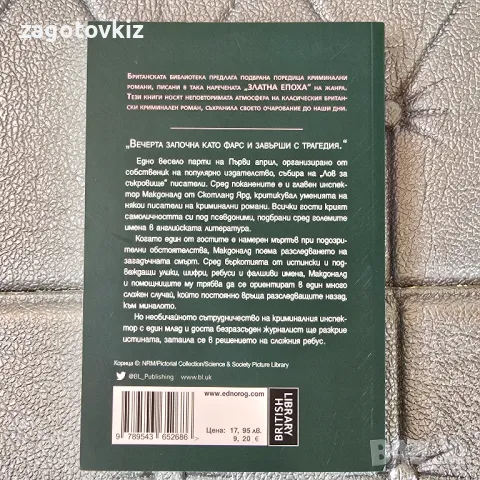 zagotovkiz
Британската библиотека предлага подбрана поредица криминални
романи, писани в така наречената „Златна епоха“ на жанра.
Тези книги носят неповторимата атмосфера на класическия британ-
ски криминален роман, съхранила своето очарование до наши дни.
„Вечерта започна като фарс и завърши с трагедия.“
Едно весело парти на Първи април, организирано от
собственик на популярно издателство, събира на „Лов за
съкровище“ писатели. Сред поканените е и главен инспек-
тор Макдоналд от Скотланд Ярд, критикувал уменията на
някои писатели на криминални романи. Всички гости крият
самоличността си под псевдоними, подбрани сред големите
имена в английската литература.
Когато един от гостите е намерен мъртъв при подозри-
телни обстоятелства, Макдоналд поема разследването на
загадъчната смърт. Сред бъркотията от истински и под-
веждащи улики, шифри, ребуси и фалшиви имена, Макдоналд
и помощниците му трябва да се ориентират в един много
сложен случай, който постоянно връща разследващите назад,
към миналото.
Но необичайното сътрудничество на криминалния инспек-
тор с един млад и доста безразсъден журналист ще разкрие
истината, затаила се в решението на сложния ребус.
Корица ©: NRM/Pictorial Collection/Science & Society Picture Library
@BL_Publishing www.bl.uk
www.ednorog.com
Цена: 17, 95 лв.
9, 20 €
9 789543 652686 >
BRITISH
LIBRARY